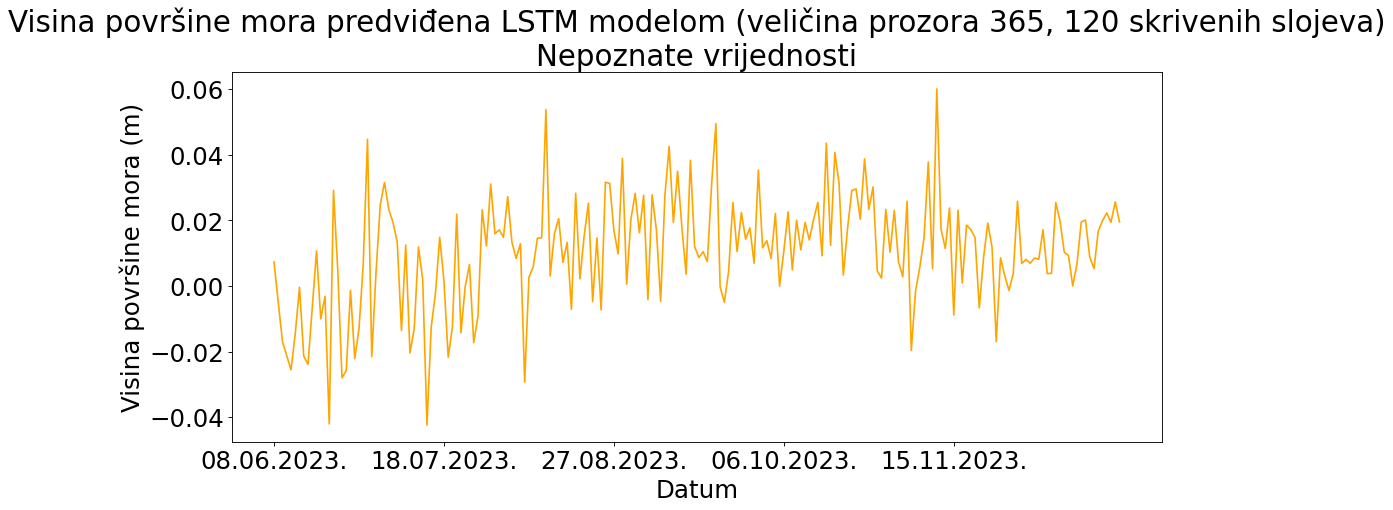 Visina površine mora predviđena LSTM modelom (veličina prozora 365, 120 skrivenih slojeva)
Nepoznate vrijednosti
Visina površine mora (m)
0.06
0.04
0.02
0.00
−0.02
−0.04
08.06.2023. 18.07.2023. 27.08.2023. 06.10.2023. 15.11.2023.
Datum